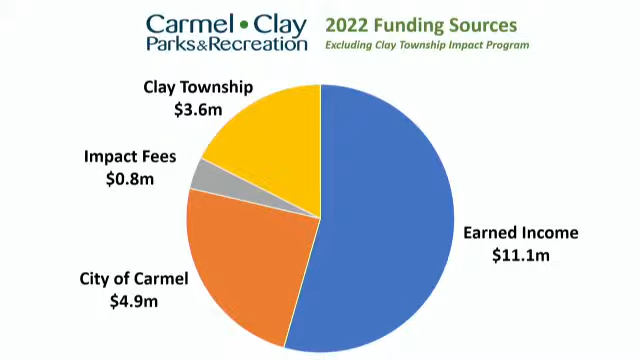 Carmel • Clay
Parks&Recreation
2022 Funding Sources
Excluding Clay Township Impact Program
Clay Township
$3.6m
Impact Fees
$0.8m
Earned Income
$11.1m
City of Carmel
$4.9m